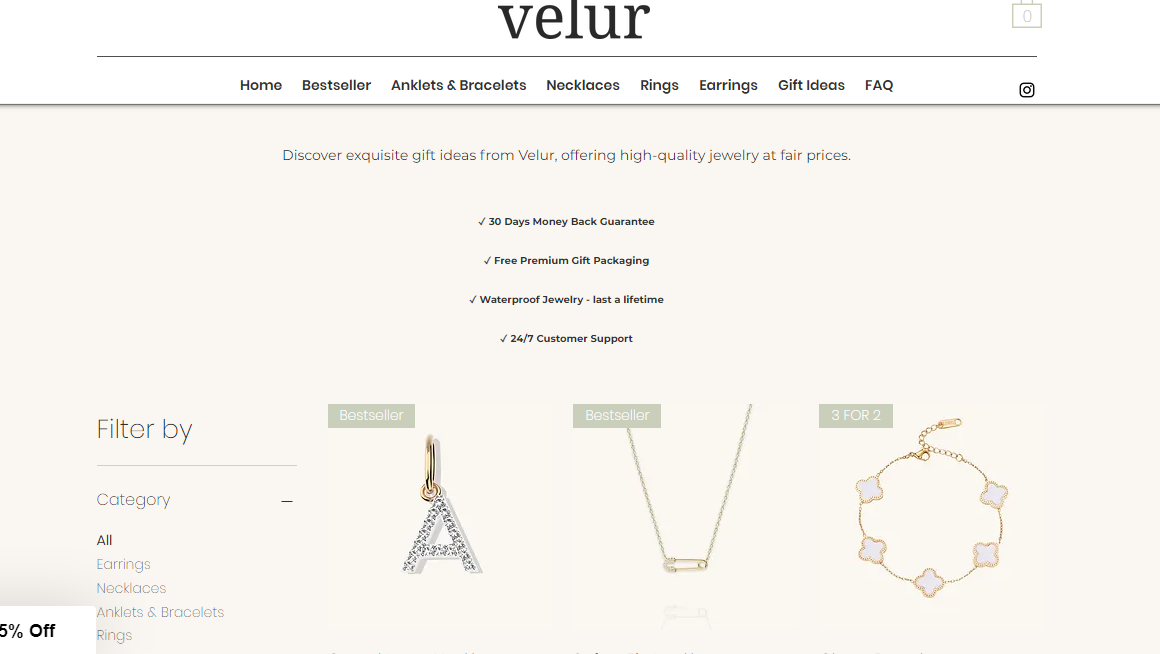 velur
0
Home Bestseller Anklets & Bracelets Necklaces Rings Earrings Gift Ideas FAQ
Discover exquisite gift ideas from Velur, offering high-quality jewelry at fair prices.
✓ 30 Days Money Back Guarantee
✓ Free Premium Gift Packaging
✓ Waterproof Jewelry - last a lifetime
✓ 24/7 Customer Support
Filter by
Category
All
Earrings
Necklaces
Anklets & Bracelets
Rings
5% Off
Bestseller
Bestseller
3 FOR 2
A